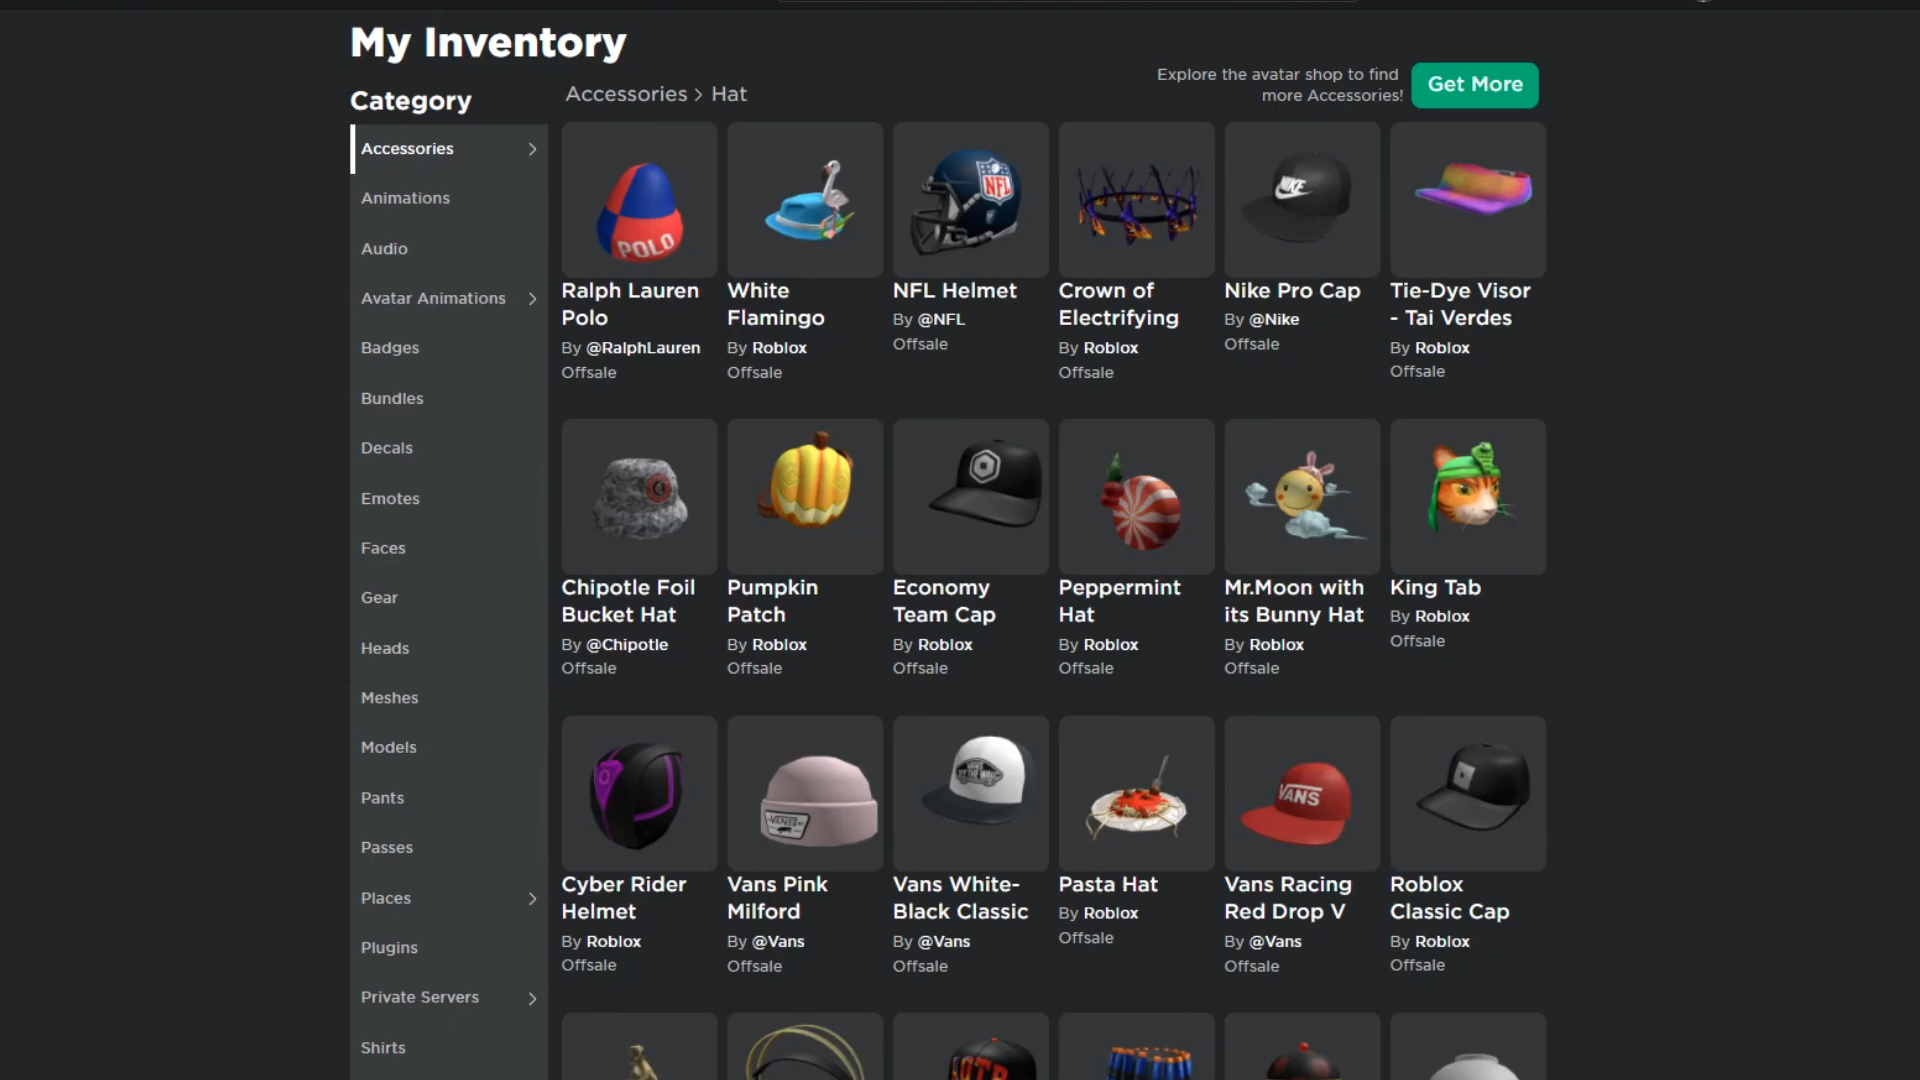 My Inventory
Category
Accessories
Animations
Audio
Avatar Animations
Badges
Bundles
Decals
Emotes
Faces
Gear
Heads
Meshes
Models
Pants
Passes
Places
Plugins
Private Servers
Shirts
Accessories > Hat
Explore the avatar shop to find
more Accessories!
Get More
POLO
NFL
NIKE
Ralph Lauren
Polo
By @RalphLauren
Offsale
White
Flamingo
By Roblox
Offsale
NFL Helmet
By @NFL
Offsale
Crown of
Electrifying
By Roblox
Offsale
Nike Pro Cap
By @Nike
Offsale
Tie-Dye Visor
- Tai Verdes
By Roblox
Offsale
Chipotle Foil
Bucket Hat
By @Chipotle
Offsale
Pumpkin
Patch
By Roblox
Offsale
Economy
Team Cap
By Roblox
Offsale
Peppermint
Hat
By Roblox
Offsale
Mr.Moon with
its Bunny Hat
By Roblox
Offsale
King Tab
By Roblox
Offsale
VANS
VANS
OFF THE WALL
VANS
Cyber Rider
Helmet
By Roblox
Offsale
Vans Pink
Milford
By @Vans
Offsale
Vans White-
Black Classic
By @Vans
Offsale
Pasta Hat
By Roblox
Offsale
Vans Racing
Red Drop V
By @Vans
Offsale
Roblox
Classic Cap
By Roblox
Offsale